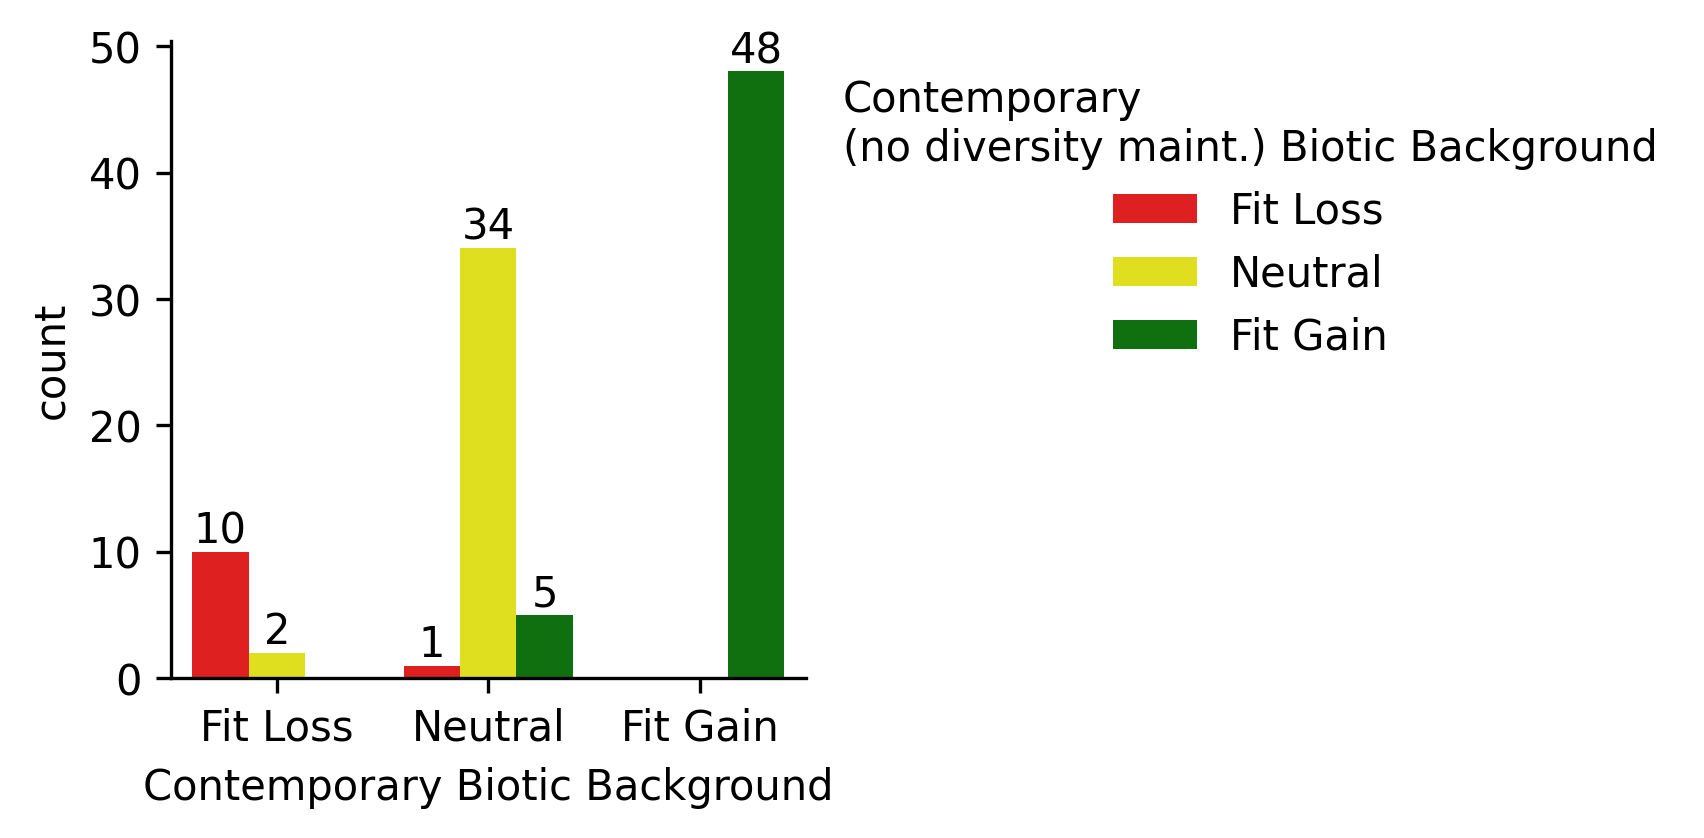 50
40
30
20
10
0
count
10
2
1
34
5
48
Fit Loss
Neutral
Fit Gain
Contemporary Biotic Background
Contemporary
(no diversity maint.) Biotic Background
Fit Loss
Neutral
Fit Gain